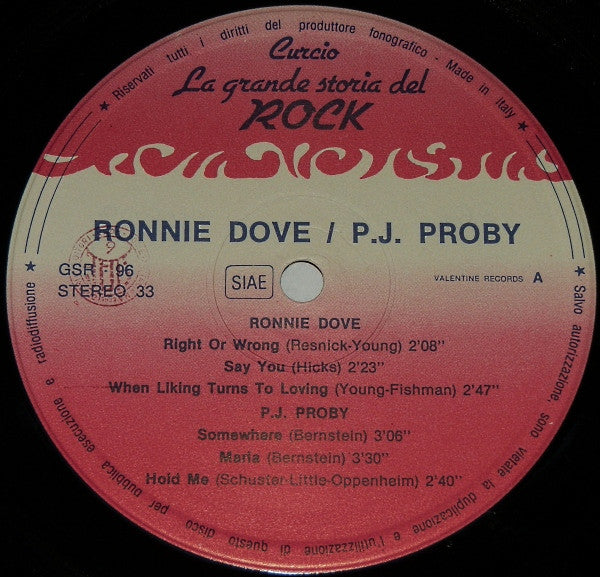 ★ Riservati tutti i diritti del produttore fonografico - Made in Italy ★
Curcio
La grande storia del
ROCK
RONNIE DOVE / P.J. PROBY
GSR - 96
STEREO 33
SIAE
VALENTINE RECORDS A
RONNIE DOVE
Right Or Wrong (Resnick-Young) 2'08"
Say You (Hicks) 2'23"
When Liking Turns To Loving (Young-Fishman) 2'47"
P.J. PROBY
Somewhere (Bernstein) 3'06"
Maria (Bernstein) 3'30"
Hold Me (Schuster-Little-Oppenheim) 2'40"
★ Salvo autorizzazione sono vietate la duplicazione e l'utilizzazione di questo disco per pubblica esecuzione e radiodiffusione ★